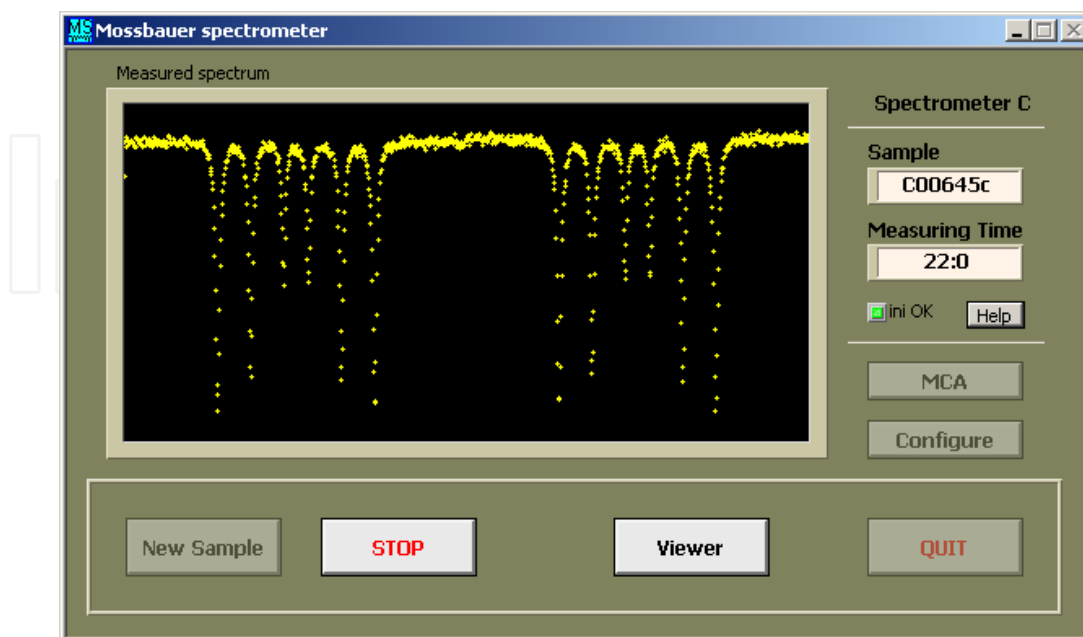 MS
Mossbauer spectrometer
Measured spectrum
Spectrometer C
Sample
C00645c
Measuring Time
22:0
ini OK
Help
MCA
Configure
New Sample
STOP
Viewer
QUIT